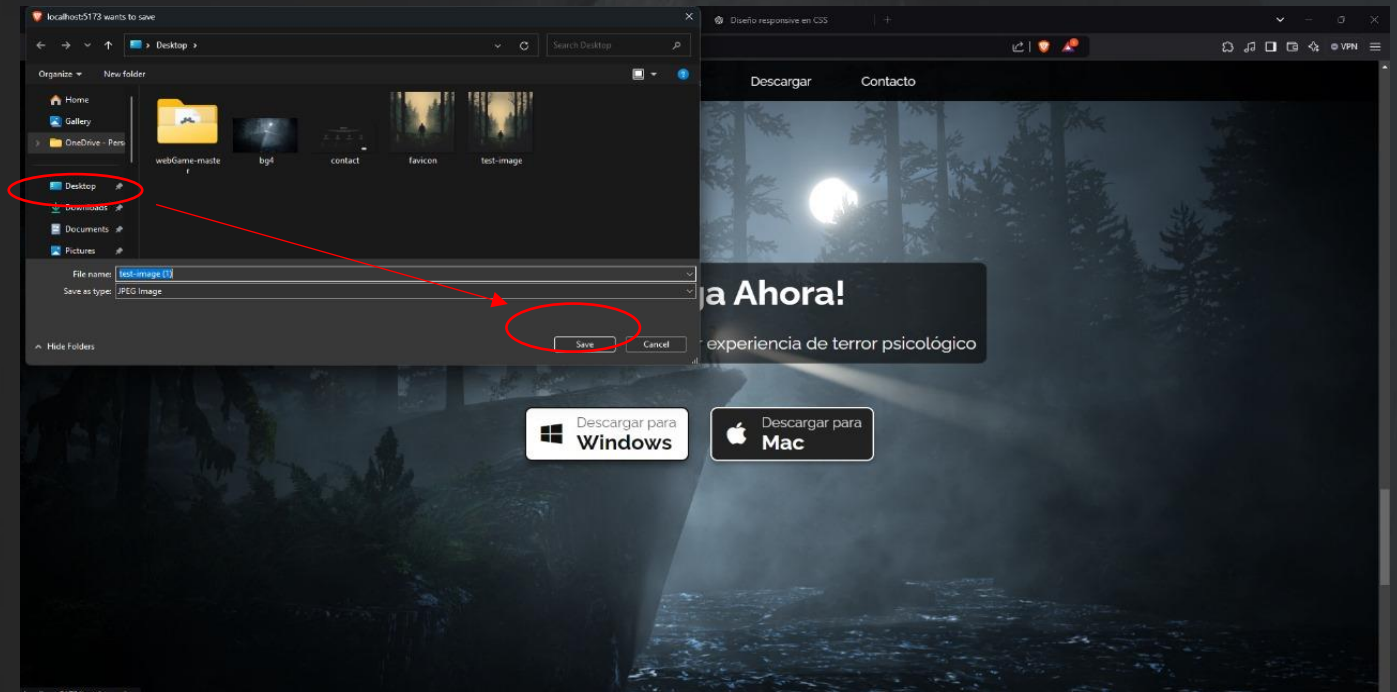 localhost:5173 wants to save
Diseño responsive en CSS
Desktop
Search Desktop
VPN
Organize
New folder
Descargar
Contacto
Home
Gallery
OneDrive - Pers
Desktop
Downloads
Documents
Pictures
webGame-maste
r
bg4
contact
favicon
test-image
File name: test-image (1)
Save as type: JPEG Image
Hide Folders
Save
Cancel
a Ahora!
experiencia de terror psicológico
Descargar para
Windows
Descargar para
Mac